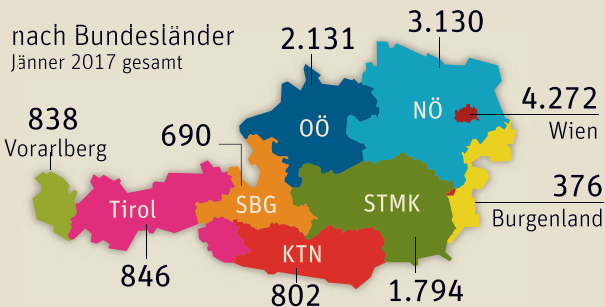 nach Bundesländer
Jänner 2017 gesamt
2.131
3.130
OÖ
NÖ
4.272
Wien
838
Vorarlberg
690
Tirol
SBG
STMK
376
Burgenland
KTN
846
802
1.794